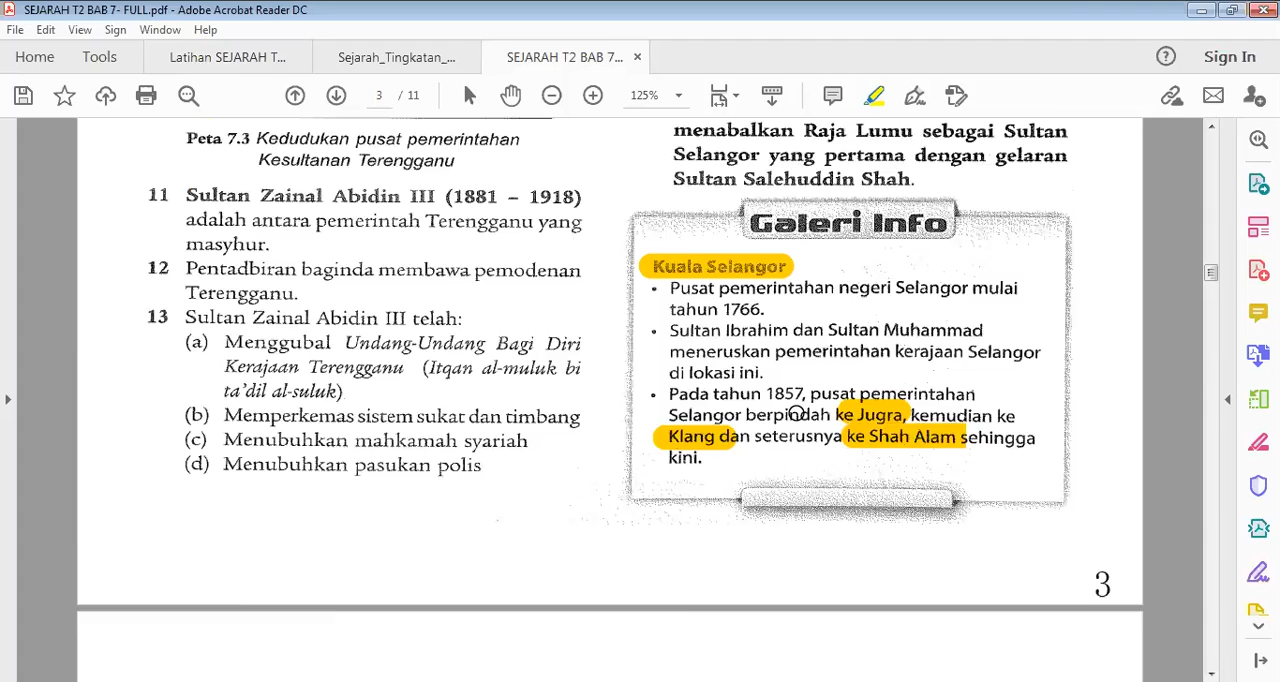 SEJARAH T2 BAB 7- FULL.pdf - Adobe Acrobat Reader DC
File Edit View Sign Window Help
Home Tools Latihan SEJARAH T... Sejarah_Tingkatan_... SEJARAH T2 BAB 7... × Sign In
3 / 11 125%
Peta 7.3 Kedudukan pusat pemerintahan
Kesultanan Terengganu
11 Sultan Zainal Abidin III (1881 – 1918)
adalah antara pemerintah Terengganu yang
masyhur.
12 Pentadbiran baginda membawa pemodenan
Terengganu.
13 Sultan Zainal Abidin III telah:
(a) Menggubal Undang-Undang Bagi Diri
Kerajaan Terengganu (Itqan al-muluk bi
ta’dil al-suluk)
(b) Memperkemas sistem sukat dan timbang
(c) Menubuhkan mahkamah syariah
(d) Menubuhkan pasukan polis
menabalkan Raja Lumu sebagai Sultan
Selangor yang pertama dengan gelaran
Sultan Salehuddin Shah.
Galeri Info
Kuala Selangor
• Pusat pemerintahan negeri Selangor mulai
tahun 1766.
• Sultan Ibrahim dan Sultan Muhammad
meneruskan pemerintahan kerajaan Selangor
di lokasi ini.
• Pada tahun 1857, pusat pemerintahan
Selangor berpindah ke Jugra, kemudian ke
Klang dan seterusnya ke Shah Alam sehingga
kini.
3